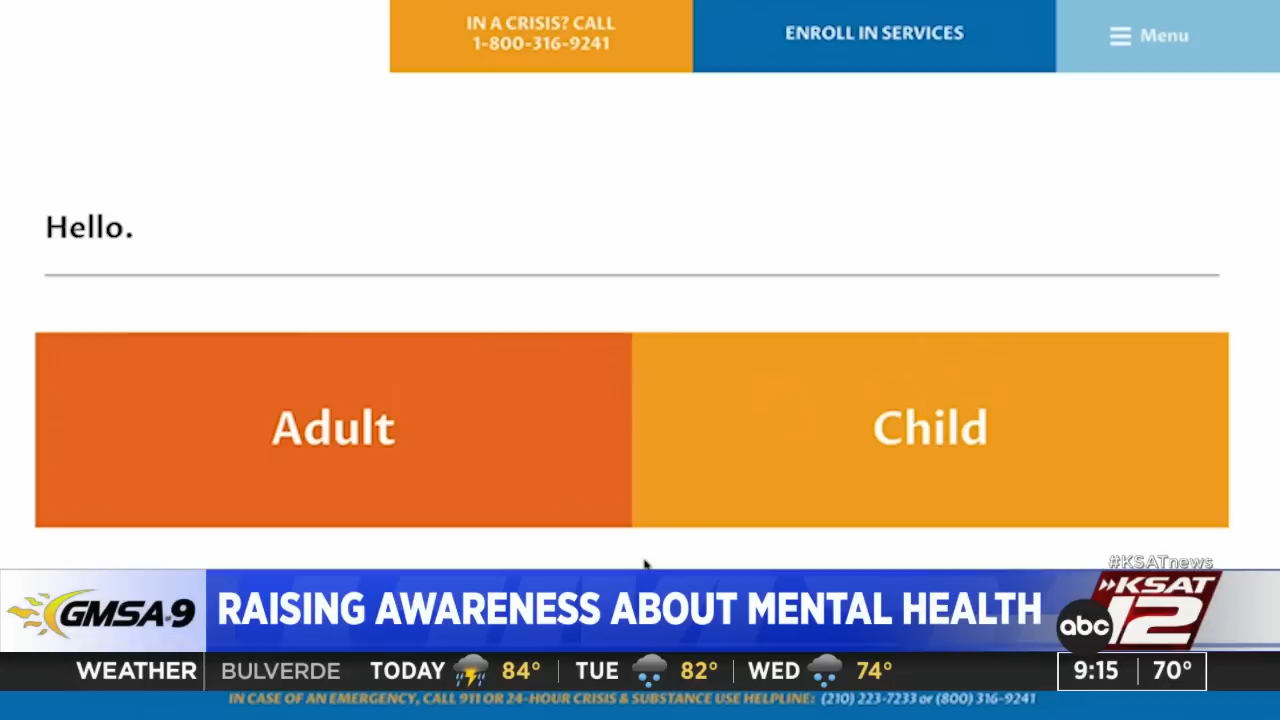 IN A CRISIS? CALL
1-800-316-9241
ENROLL IN SERVICES
Menu
Hello.
Adult
Child
#KSATnews
GMSA@9
RAISING AWARENESS ABOUT MENTAL HEALTH
abc
KSAT
12
WEATHER BULVERDE TODAY 84° TUE 82° WED 74° 9:15 70°
IN CASE OF AN EMERGENCY, CALL 911 OR 24-HOUR CRISIS & SUBSTANCE USE HELPLINE: (210) 223-7233 or (800) 316-9241